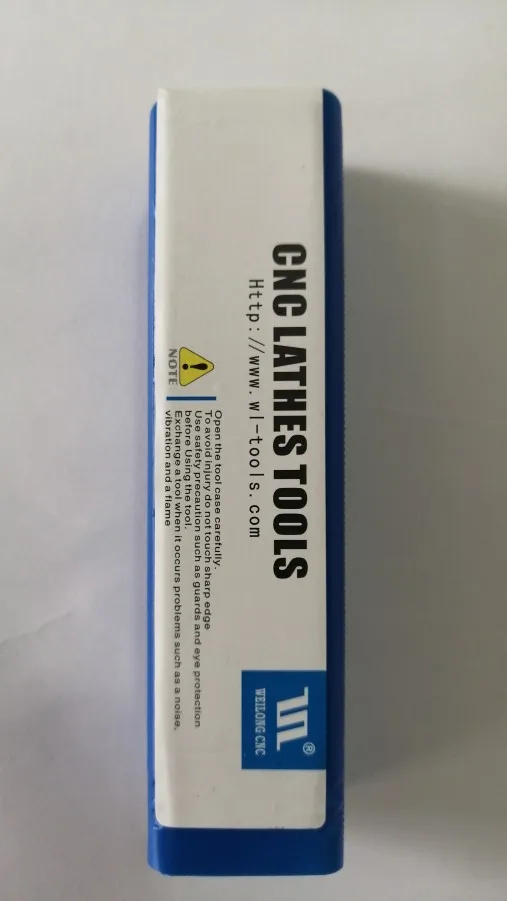 CNC LATHES TOOLS
Http://www.wl-tools.com
NOTE
Open the tool case carefully.
To avoid injury do not touch sharp edge
Use safety precaution such as guards and eye protection
before Using the tool.
Exchange a tool when it occurs problems such as a noise,
vibration and a flame
WL®
WEILONG CNC